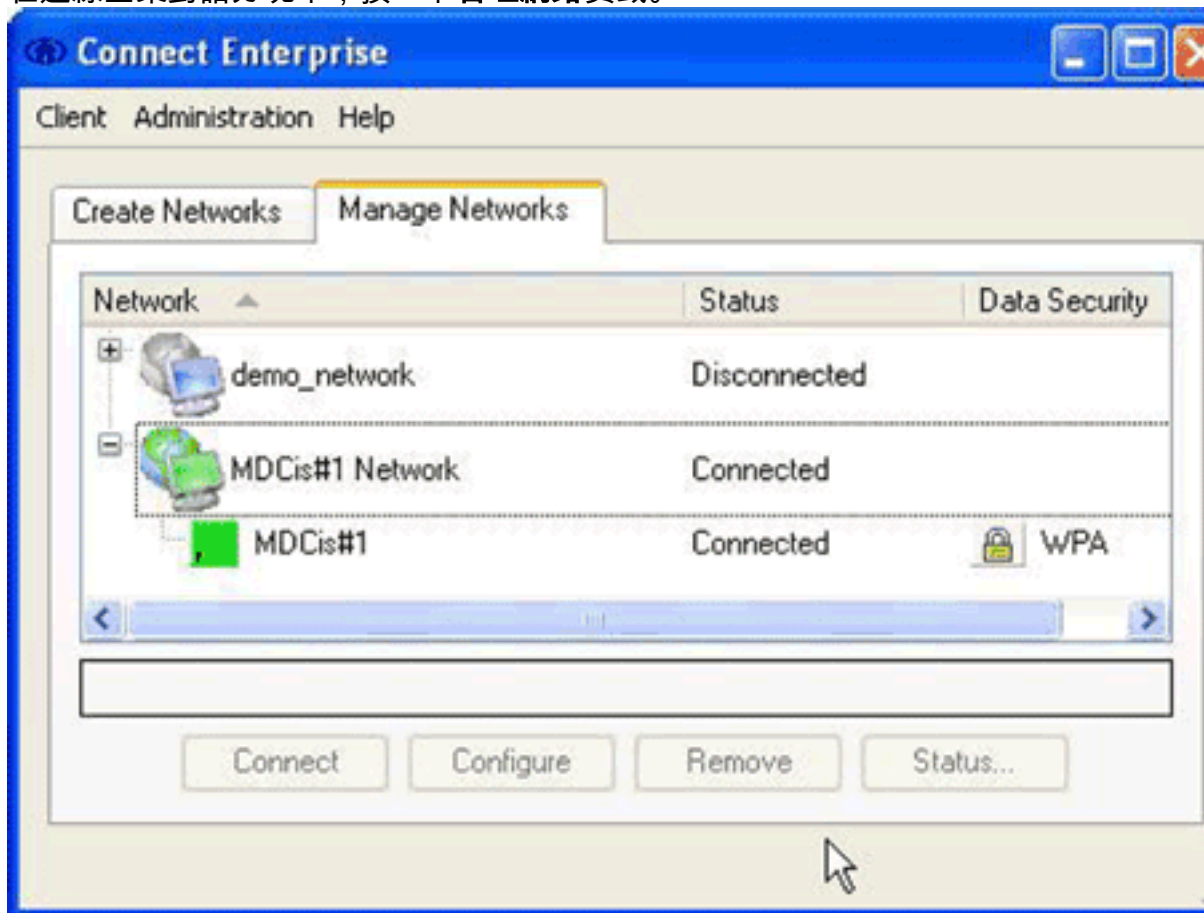 Connect Enterprise
Client Administration Help
Create Networks Manage Networks
Network Status Data Security
demo_network Disconnected
MDCis#1 Network Connected
MDCis#1 Connected WPA
Connect Configure Remove Status...